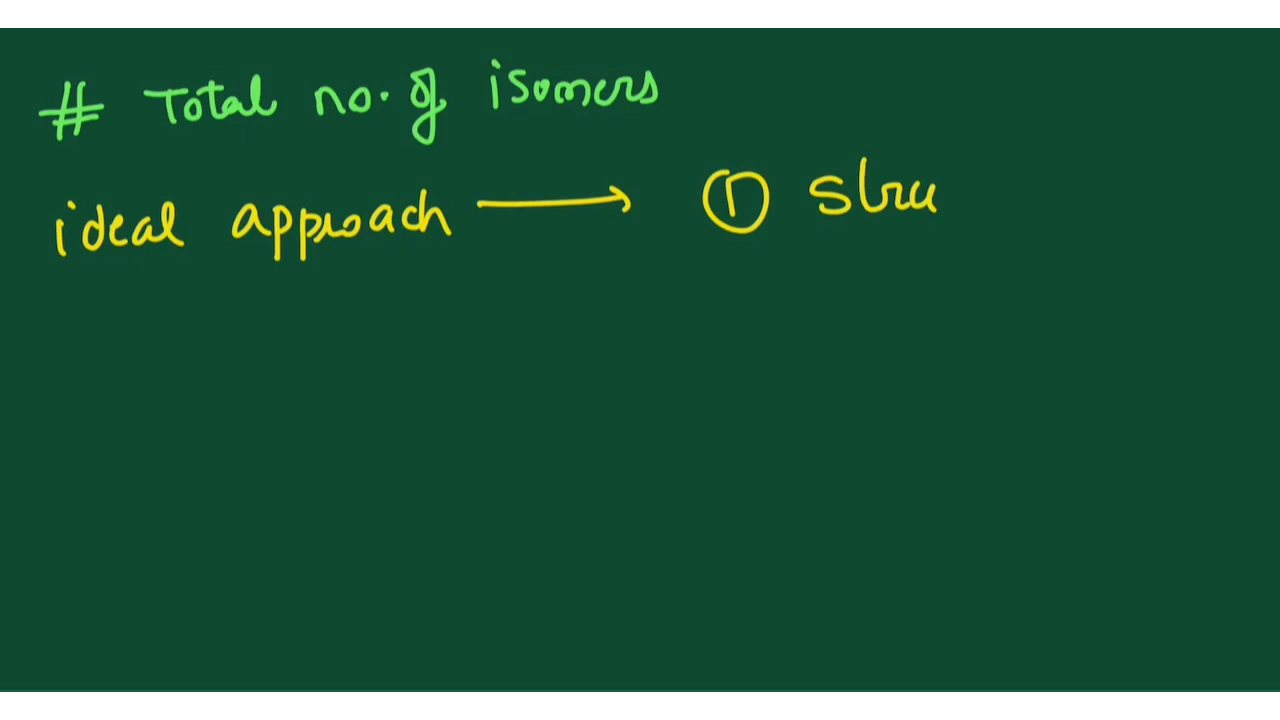 # Total no. of isomers
ideal approach → ① stru